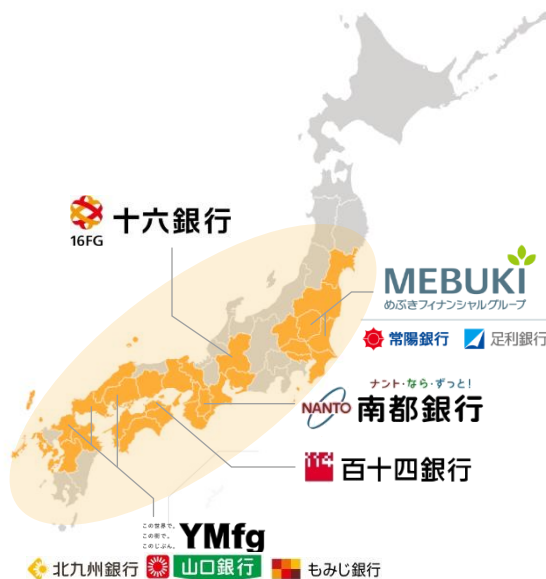 十六銀行
16FG
MEBUKI
めぶきフィナンシャルグループ
常陽銀行 足利銀行
ナント・なら・ずっと!
NANTO 南都銀行
114 百十四銀行
この世界で。
この街で。
このじぶん。
YMfg
北九州銀行 山口銀行 もみじ銀行